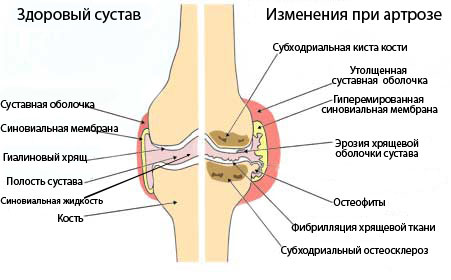 Здоровый сустав
Суставная оболочка
Синовиальная мембрана
Гиалиновый хрящ
Полость сустава
Синовиальная жидкость
Кость
Изменения при артрозе
Субходриальная киста кости
Утолщенная
суставная оболочка
Гиперемированная
синовиальная мембрана
Эрозия хрящевой
оболочки сустава
Остеофиты
Фибрилляция хрящевой ткани
Субходриальный остеосклероз